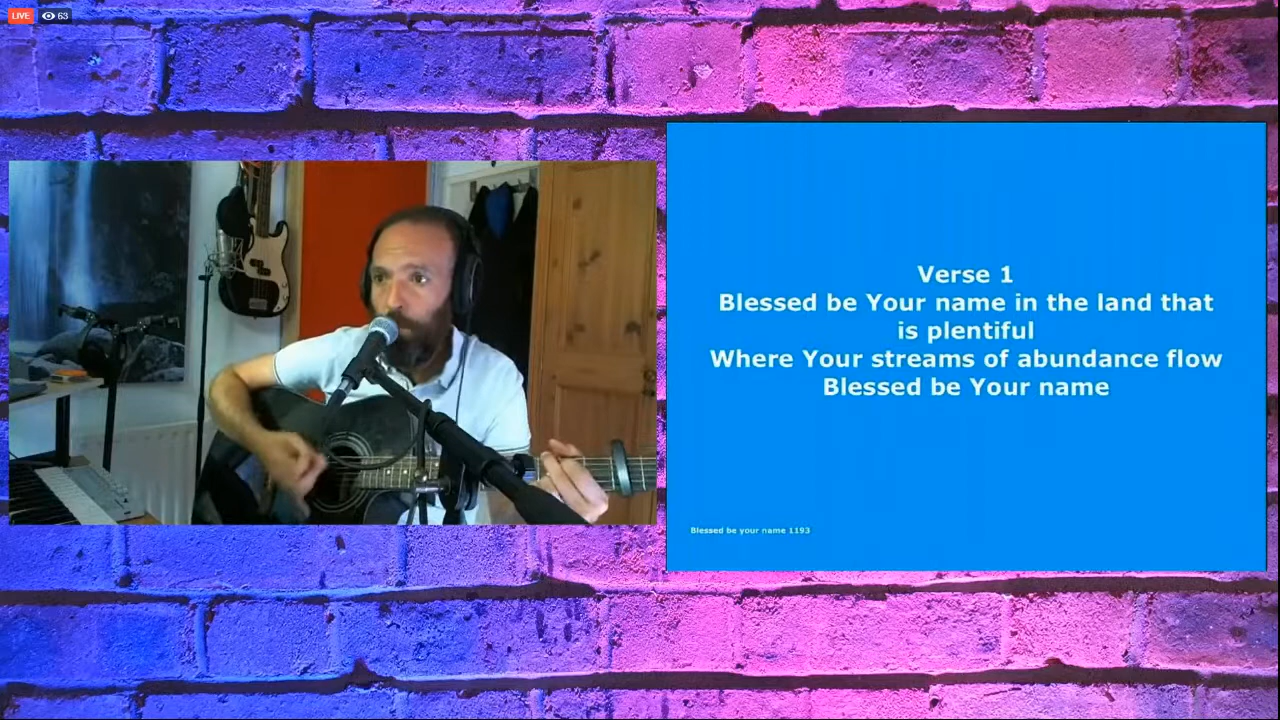 LIVE 63
Verse 1
Blessed be Your name in the land that
is plentiful
Where Your streams of abundance flow
Blessed be Your name
Blessed be your name 1193